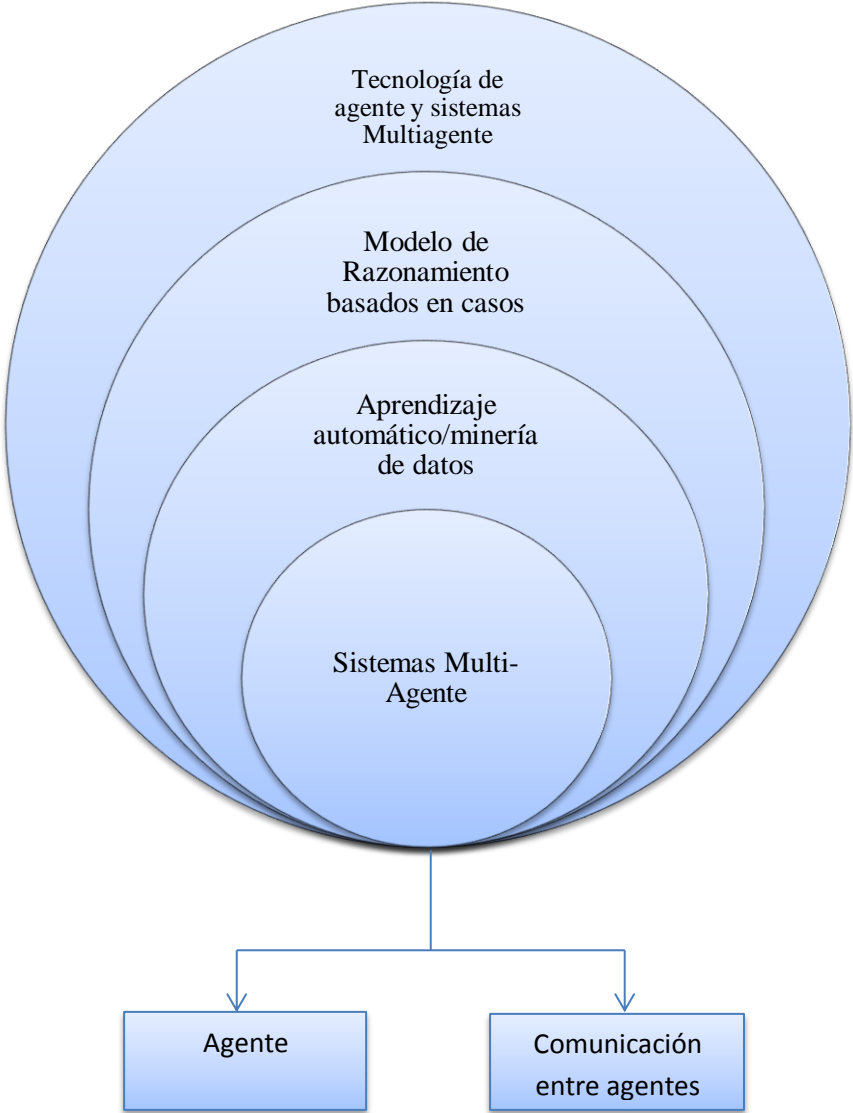 Tecnología de
agente y sistemas
Multiagente
Modelo de
Razonamiento
basados en casos
Aprendizaje
automático/minería
de datos
Sistemas Multi-
Agente
Agente
Comunicación
entre agentes